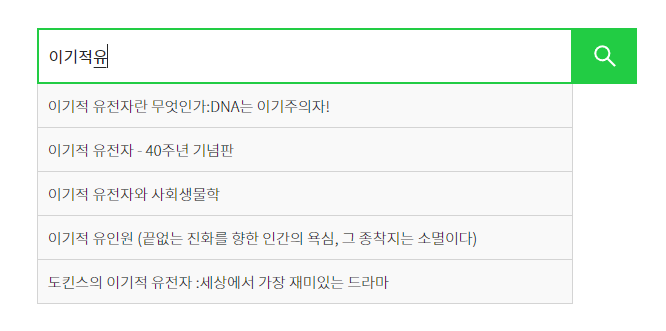 이기적유
이기적 유전자란 무엇인가:DNA는 이기주의자!
이기적 유전자 - 40주년 기념판
이기적 유전자와 사회생물학
이기적 유인원 (끝없는 진화를 향한 인간의 욕심, 그 종착지는 소멸이다)
도킨스의 이기적 유전자 :세상에서 가장 재미있는 드라마